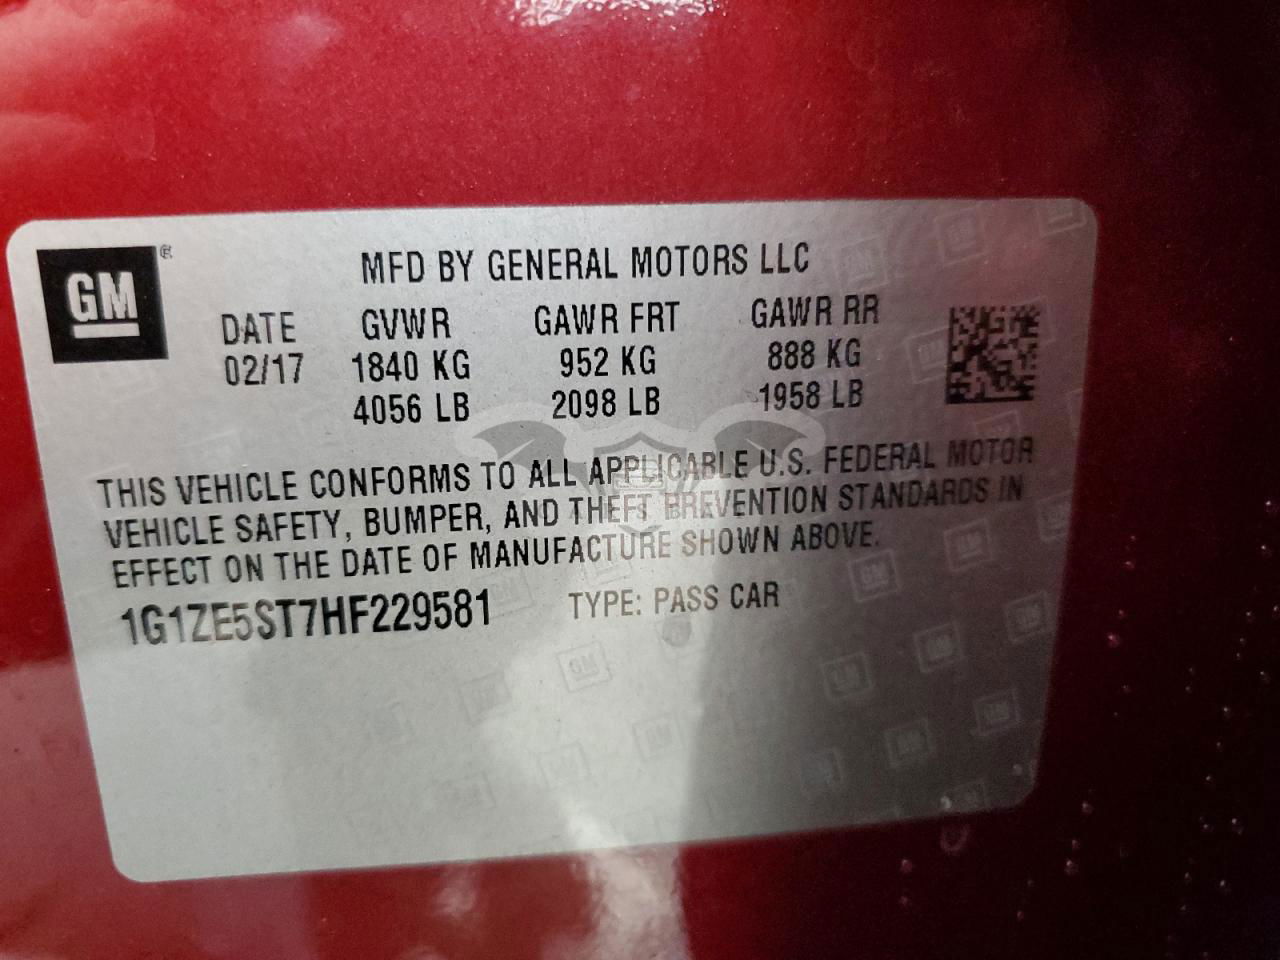 GM®
MFD BY GENERAL MOTORS LLC
DATE GVWR GAWR FRT GAWR RR
02/17 1840 KG 952 KG 888 KG
4056 LB 2098 LB 1958 LB
THIS VEHICLE CONFORMS TO ALL APPLICABLE U.S. FEDERAL MOTOR
VEHICLE SAFETY, BUMPER, AND THEFT PREVENTION STANDARDS IN
EFFECT ON THE DATE OF MANUFACTURE SHOWN ABOVE.
1G1ZE5ST7HF229581 TYPE: PASS CAR